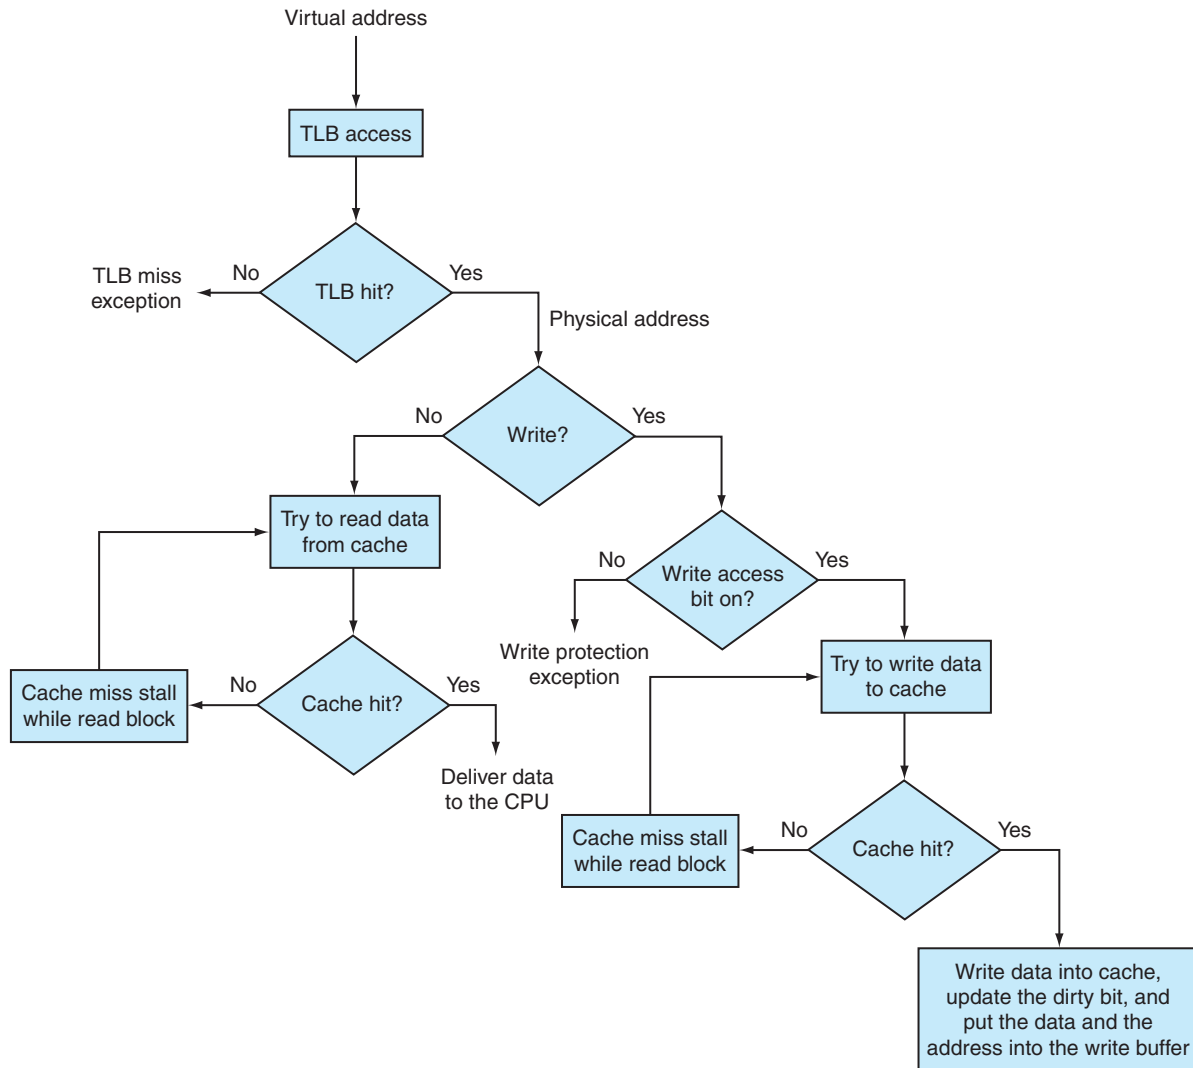 Virtual address
TLB access
TLB hit?
No
Yes
TLB miss
exception
Physical address
Write?
No
Yes
Try to read data
from cache
Write access
bit on?
No
Yes
Write protection
exception
Try to write data
to cache
Cache hit?
No
Yes
Cache miss stall
while read block
Deliver data
to the CPU
Cache hit?
No
Yes
Cache miss stall
while read block
Write data into cache,
update the dirty bit, and
put the data and the
address into the write buffer